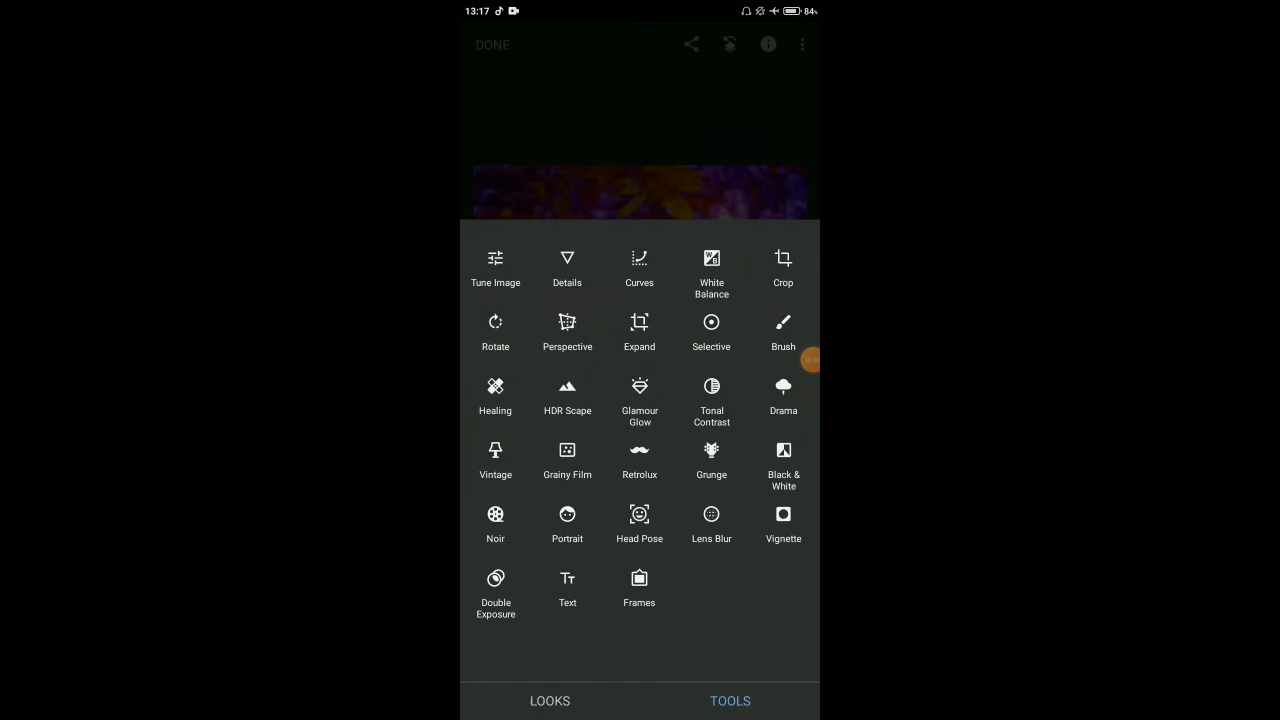 13:17 84%
DONE
Tune Image Details Curves White Balance Crop
Rotate Perspective Expand Selective Brush
Healing HDR Scape Glamour Glow Tonal Contrast Drama
Vintage Grainy Film Retrolux Grunge Black & White
Noir Portrait Head Pose Lens Blur Vignette
Double Exposure Text Frames
LOOKS TOOLS